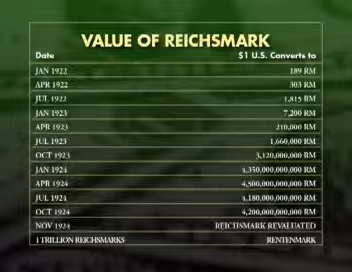 VALUE OF REICHSMARK
Date $1 U.S. Converts to
JAN 1922 189 RM
APR 1922 303 RM
JUL 1922 1,815 RM
JAN 1923 7,200 RM
APR 1923 210,000 RM
JUL 1923 1,660,000 RM
OCT 1923 3,120,000,000 RM
JAN 1924 4,350,000,000,000 RM
APR 1924 4,500,000,000,000 RM
JUL 1924 4,180,000,000,000 RM
OCT 1924 4,200,000,000,000 RM
NOV 1924 REICHSMARK REVALUATED
1 TRILLION REICHSMARKS RENTENMARK